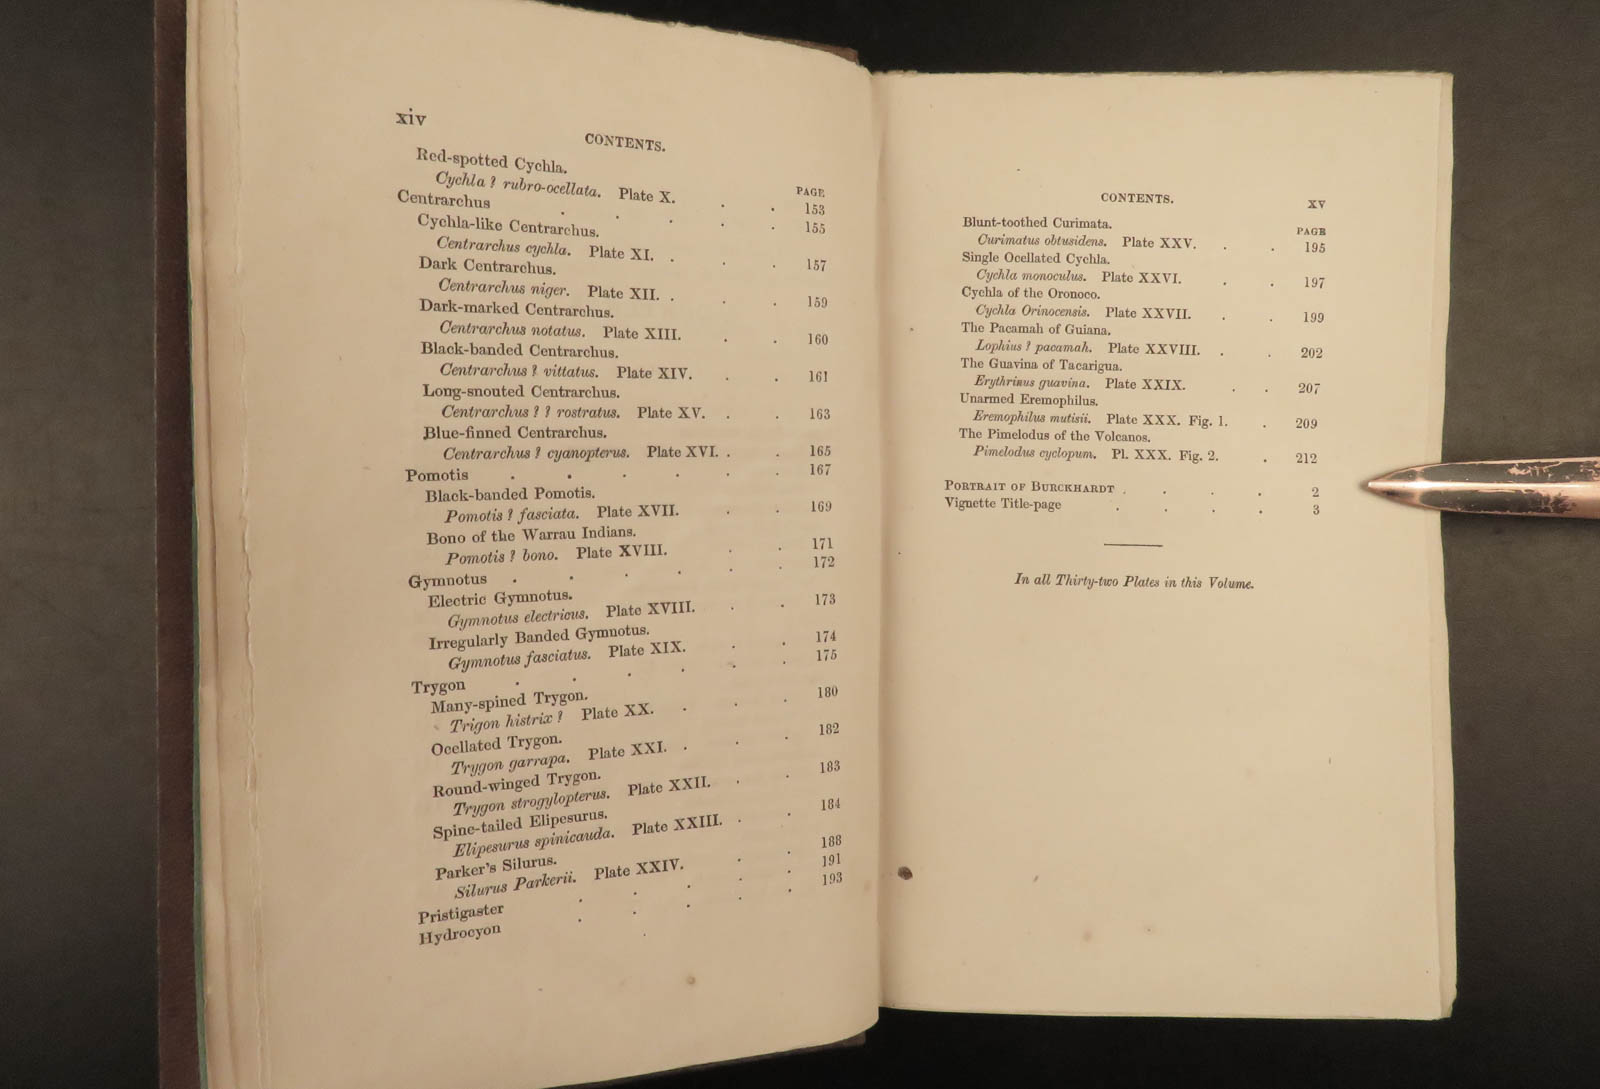 xiv
CONTENTS.
PAGE
Red-spotted Cychla.
Cychla ? rubro-ocellata. Plate X. . . 153
Centrarchus . . . . . 155
Cychla-like Centrarchus.
Centrarchus cychla. Plate XI. . . . 157
Dark Centrarchus.
Centrarchus niger. Plate XII. . . . 159
Dark-marked Centrarchus.
Centrarchus notatus. Plate XIII. . . 160
Black-banded Centrarchus.
Centrarchus ? vittatus. Plate XIV. . . 161
Long-snouted Centrarchus.
Centrarchus ? ? rostratus. Plate XV. . . 163
Blue-finned Centrarchus.
Centrarchus ? cyanopterus. Plate XVI. . . 165
Pomotis . . . . . 167
Black-banded Pomotis.
Pomotis ? fasciata. Plate XVII. . . 169
Bono of the Warrau Indians.
Pomotis ? bono. Plate XVIII. . . 171
Gymnotus . . . . . . 172
Electric Gymnotus.
Gymnotus electricus. Plate XVIII. . . 173
Irregularly Banded Gymnotus.
Gymnotus fasciatus. Plate XIX. . . 174
Trygon . . . . . . 175
Many-spined Trygon.
Trigon histrix ? Plate XX. . . . 180
Ocellated Trygon.
Trygon garrapa. Plate XXI. . . . 182
Round-winged Trygon.
Trygon strogylopterus. Plate XXII. . . 183
Spine-tailed Elipesurus.
Elipesurus spinicauda. Plate XXIII. . . 184
Parker's Silurus.
Silurus Parkerii. Plate XXIV. . . 188
Pristigaster . . . . . 191
Hydrocyon . . . . . 193
CONTENTS. XV
PAGE
Blunt-toothed Curimata.
Curimatus obtusidens. Plate XXV. . . 195
Single Ocellated Cychla.
Cychla monoculus. Plate XXVI. . . 197
Cychla of the Oronoco.
Cychla Orinocensis. Plate XXVII. . . 199
The Pacamah of Guiana.
Lophius ? pacamah. Plate XXVIII. . . 202
The Guavina of Tacarigua.
Erythrinus guavina. Plate XXIX. . . 207
Unarmed Eremophilus.
Eremophilus mutisii. Plate XXX. Fig. 1. . 209
The Pimelodus of the Volcanos.
Pimelodus cyclopum. Pl. XXX. Fig. 2. . 212
PORTRAIT OF BURCKHARDT . . . . 2
Vignette Title-page . . . . 3
In all Thirty-two Plates in this Volume.